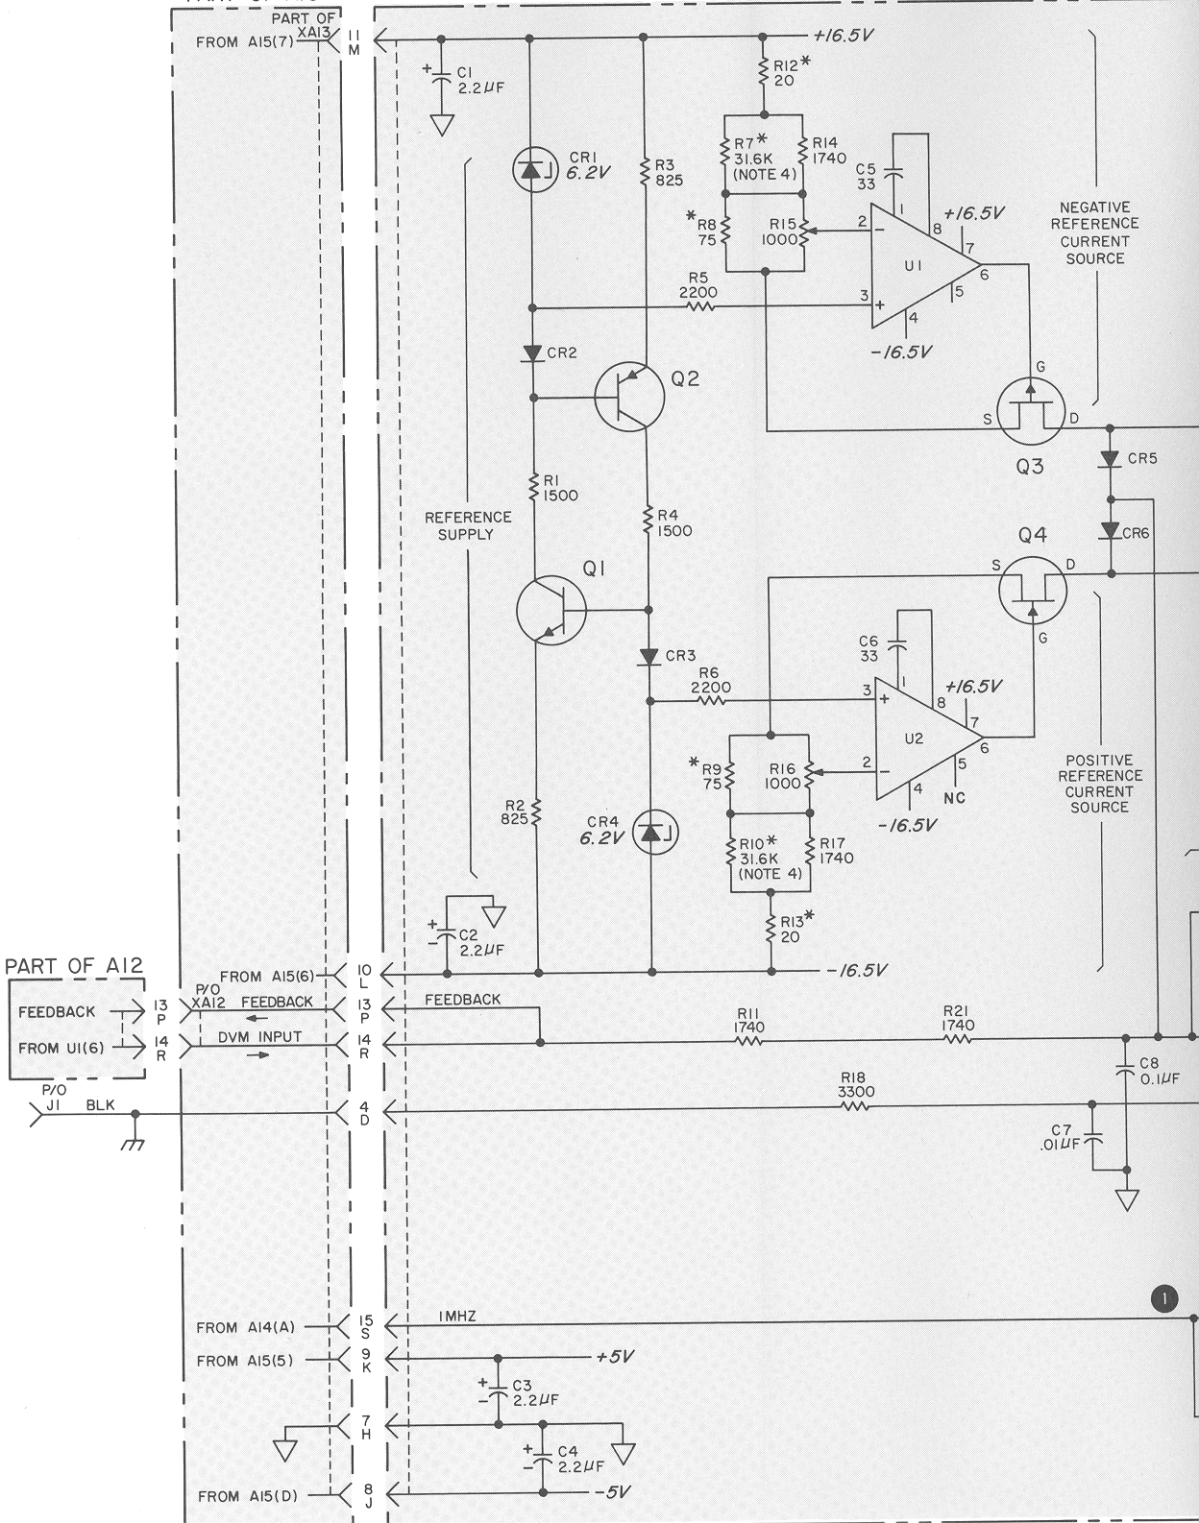 PART OF
XA13
FROM A15(7)
11
M
+16.5V
+
C1
2.2µF
R12*
20
CR1
6.2V
R3
825
R7*
31.6K
(NOTE 4)
R14
1740
C5
33
*R8
75
R15
1000
2
-
1
8
+16.5V
7
U1
6
5
3
+
4
-16.5V
NEGATIVE
REFERENCE
CURRENT
SOURCE
R5
2200
CR2
Q2
G
S
D
Q3
CR5
R1
1500
R4
1500
REFERENCE
SUPPLY
CR6
Q4
S
D
G
Q1
C6
33
CR3
R6
2200
3
+
1
8
+16.5V
7
U2
6
2
-
5
NC
4
-16.5V
*R9
75
R16
1000
POSITIVE
REFERENCE
CURRENT
SOURCE
R2
825
CR4
6.2V
R10*
31.6K
(NOTE 4)
R17
1740
+
-
C2
2.2µF
R13*
20
PART OF A12
FROM A15(6)
10
L
-16.5V
FEEDBACK
13
P
P/O
XA12
FEEDBACK
13
P
FEEDBACK
FROM U1(6)
14
R
DVM INPUT
14
R
R11
1740
R21
1740
C8
0.1µF
P/O
J1
BLK
4
D
R18
3300
C7
.01µF
1
FROM A14(A)
15
S
1MHZ
FROM A15(5)
9
K
+5V
+
-
C3
2.2µF
7
H
+
-
C4
2.2µF
FROM A15(D)
8
J
-5V